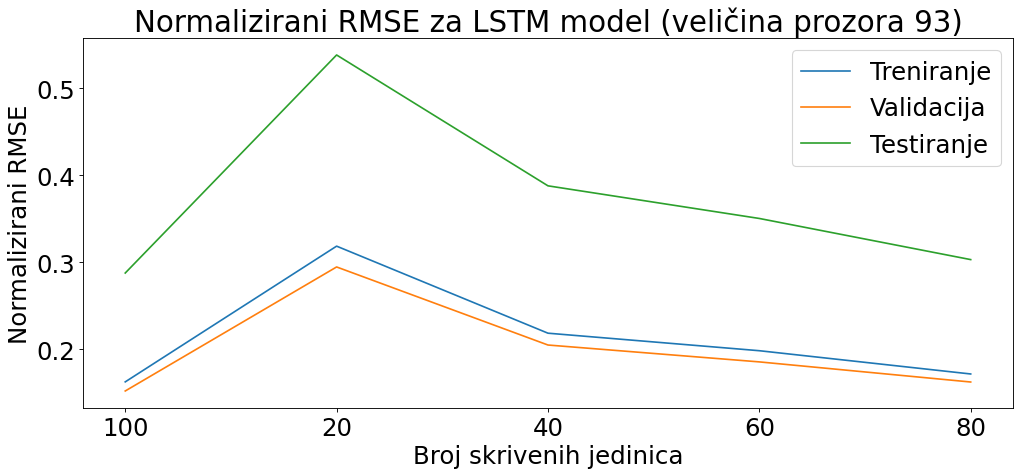 Normalizirani RMSE za LSTM model (veličina prozora 93)
Treniranje
Validacija
Testiranje
Normalizirani RMSE
0.5
0.4
0.3
0.2
100 20 40 60 80
Broj skrivenih jedinica